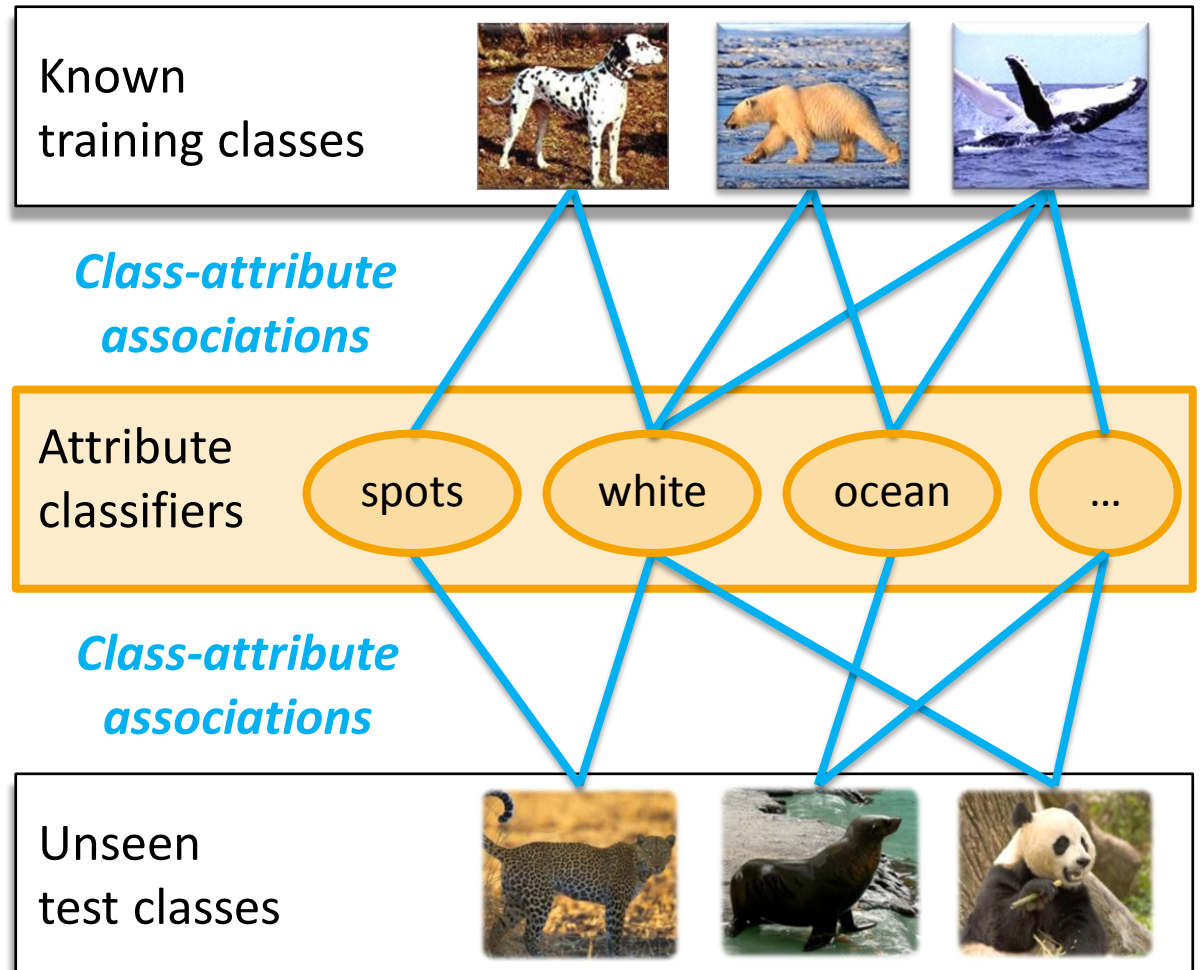 Known
training classes
Class-attribute
associations
Attribute
classifiers
spots white ocean ...
Class-attribute
associations
Unseen
test classes